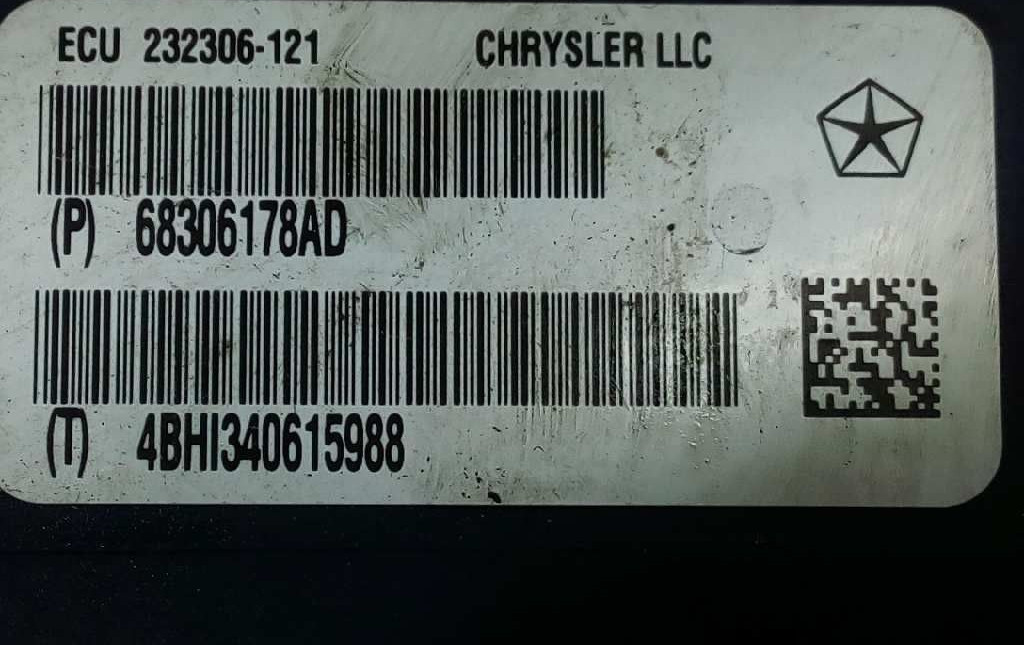 ECU 232306-121 CHRYSLER LLC
(P) 68306178AD
(T) 4BHI340615988